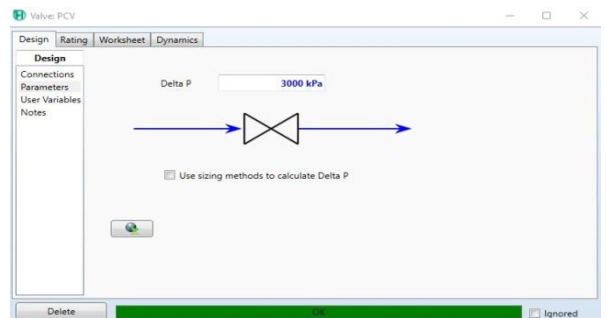 Valve: PCV
Design Rating Worksheet Dynamics
Design
Connections
Parameters
User Variables
Notes
Delta P 3000 kPa
Use sizing methods to calculate Delta P
Delete OK Ignored